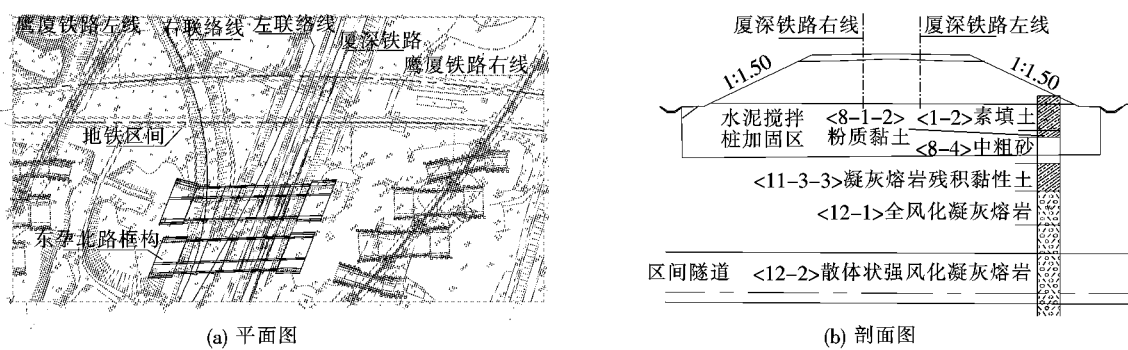 鹰厦铁路左线
右联络线
左联络线
厦深铁路
鹰厦铁路右线
地铁区间
东孚北路框构
(a) 平面图
厦深铁路右线
厦深铁路左线
1:1.50
1:1.50
水泥搅拌
桩加固区
<8-1-2>
粉质黏土
<1-2>素填土
<8-4>中粗砂
<11-3-3>凝灰熔岩残积黏性土
<12-1>全风化凝灰熔岩
区间隧道
<12-2>散体状强风化凝灰熔岩
(b) 剖面图